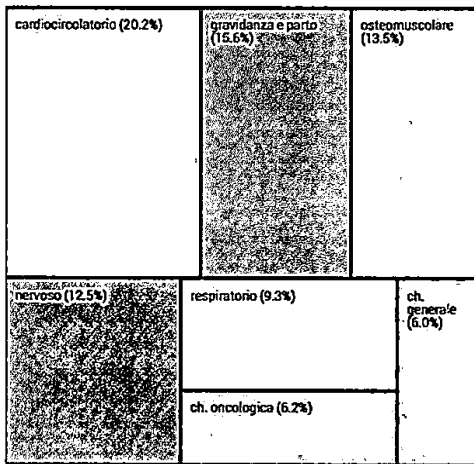 cardiocircolatorio (20.2%)
gravidanza e parto
(15.6%)
osteomuscolare
(13.5%)
nervoso (12.5%)
respiratorio (9.3%)
ch.
generale
(6.0%)
ch. oncologica (6.2%)